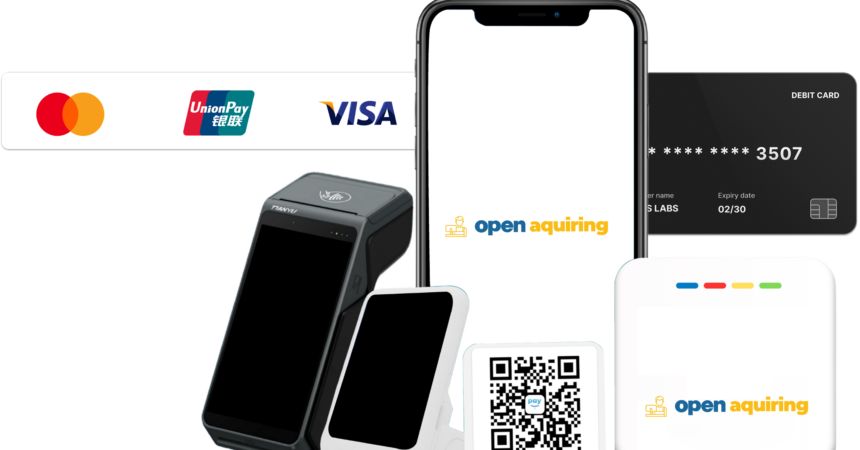 UnionPay
银联
VISA
DEBIT CARD
* **** **** 3507
er name
Expiry date
S LABS
02/30
TIANYU
open aquiring
pay
open aquiring